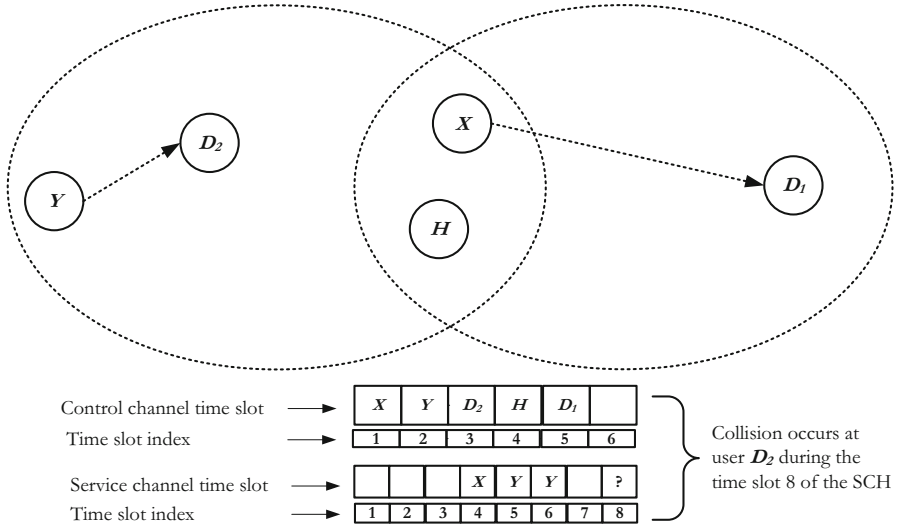 X
D₂
Y
D₁
H
Control channel time slot X Y D₂ H D₁
Time slot index 1 2 3 4 5 6
Service channel time slot X Y Y ?
Time slot index 1 2 3 4 5 6 7 8
Collision occurs at
user D₂ during the
time slot 8 of the SCH